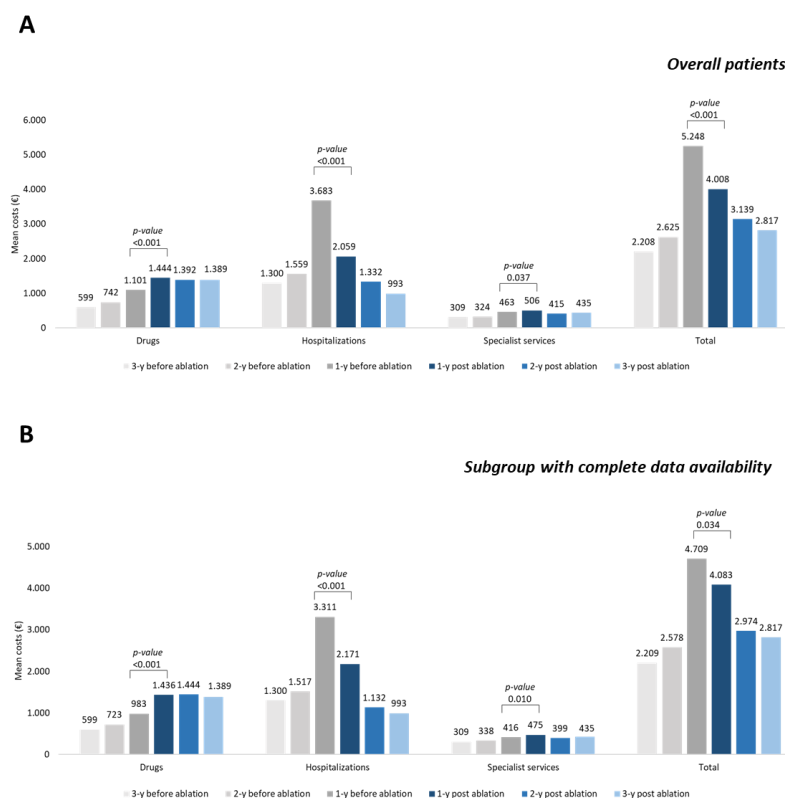 A
Overall patients
Mean costs (€)
6.000
5.000
4.000
3.000
2.000
1.000
0
599
742
1.101
1.444
1.392
1.389
p-value
<0.001
Drugs
1.300
1.559
3.683
2.059
1.332
993
p-value
<0.001
Hospitalizations
309
324
463
506
415
435
p-value
0.037
Specialist services
2.208
2.625
5.248
4.008
3.139
2.817
p-value
<0.001
Total
3-y before ablation 2-y before ablation 1-y before ablation 1-y post ablation 2-y post ablation 3-y post ablation
B
Subgroup with complete data availability
Mean costs (€)
5.000
4.000
3.000
2.000
1.000
0
599
723
983
1.436
1.444
1.389
p-value
<0.001
Drugs
1.300
1.517
3.311
2.171
1.132
993
p-value
<0.001
Hospitalizations
309
338
416
475
399
435
p-value
0.010
Specialist services
2.209
2.578
4.709
4.083
2.974
2.817
p-value
0.034
Total
3-y before ablation 2-y before ablation 1-y before ablation 1-y post ablation 2-y post ablation 3-y post ablation